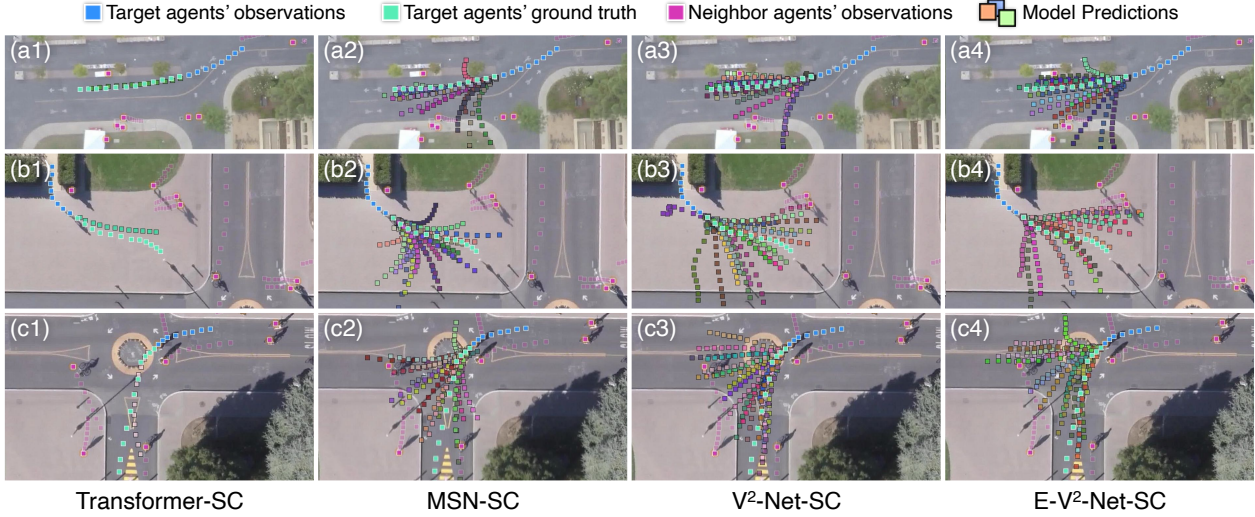 Target agents’ observations Target agents’ ground truth Neighbor agents’ observations Model Predictions
(a1) (a2) (a3) (a4)
(b1) (b2) (b3) (b4)
(c1) (c2) (c3) (c4)
Transformer-SC MSN-SC V²-Net-SC E-V²-Net-SC